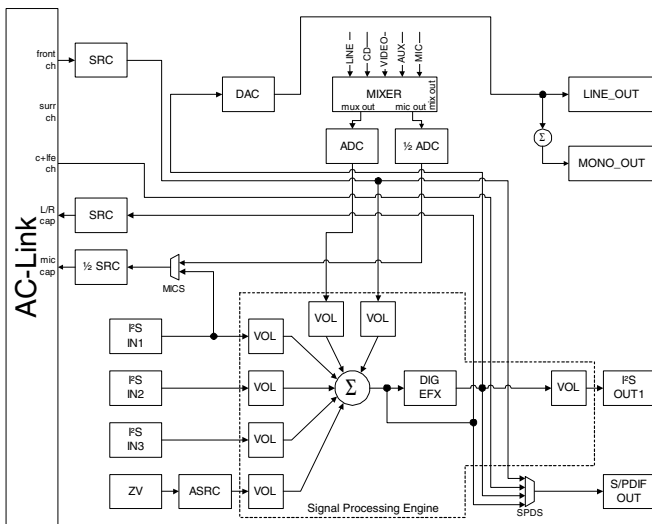 AC-Link
front
ch
surr
ch
c+lfe
ch
L/R
cap
mic
cap
SRC
SRC
½ SRC
MICS
DAC
LINE
CD
VIDEO
AUX
MIC
MIXER
mux out
mic out
mix out
ADC
½ ADC
LINE_OUT
Σ
MONO_OUT
VOL
VOL
I²S
IN1
VOL
I²S
IN2
VOL
I²S
IN3
VOL
ZV
ASRC
VOL
Σ
DIG
EFX
VOL
I²S
OUT1
Signal Processing Engine
SPDS
S/PDIF
OUT